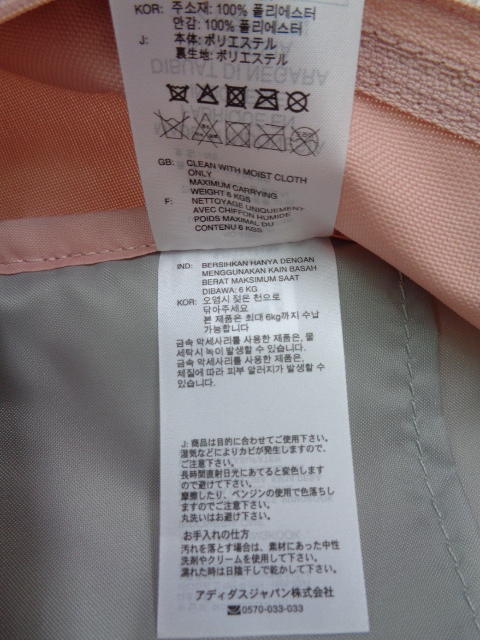 KOR: 주소재: 100% 폴리에스터
안감: 100% 폴리에스터
J: 本体: ポリエステル
裏生地: ポリエステル
GB: CLEAN WITH MOIST CLOTH
ONLY
MAXIMUM CARRYING
WEIGHT 6 KGS
F: NETTOYAGE UNIQUEMENT
AVEC CHIFFON HUMIDE
POIDS MAXIMAL DU
CONTENU 6 KGS
IND: BERSIHKAN HANYA DENGAN
MENGGUNAKAN KAIN BASAH
BERAT MAKSIMUM SAAT
DIBAWA: 6 KG
KOR: 오염시 젖은 천으로
닦아주세요
본 제품은 최대 6kg까지 수납
가능합니다
금속 악세사리를 사용한 제품은, 물
세탁시 녹이 발생할 수 있습니다.
금속 악세사리를 사용한 제품은,
체질에 따라 피부 알러지가 발생할 수
있습니다.
J: 商品は目的に合わせてご使用下さい。
湿気などによりカビが発生しますので、
ご注意下さい。
長時間直射日光にあてると変色します
ので避けて下さい。
摩擦したり、ベンジンの使用で色落ちし
ますのでご注意下さい。
丸洗いはお避け下さい。
お手入れの仕方
汚れを落とす場合は、素材にあった中性
洗剤やクリームを使用して下さい。
濡れた時は日陰干しで乾かして下さい。
アディダスジャパン株式会社
0570-033-033